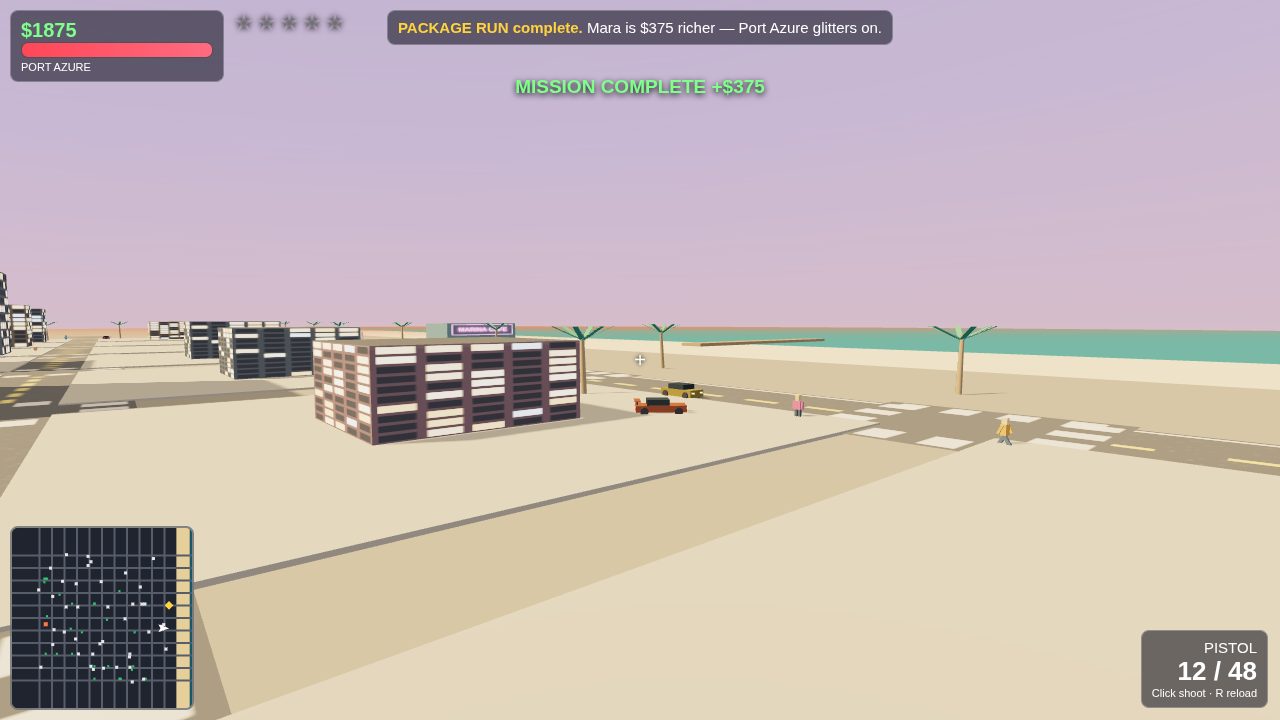 $1875
PORT AZURE
PACKAGE RUN complete. Mara is $375 richer — Port Azure glitters on.
MISSION COMPLETE +$375
PISTOL
12 / 48
Click shoot · R reload